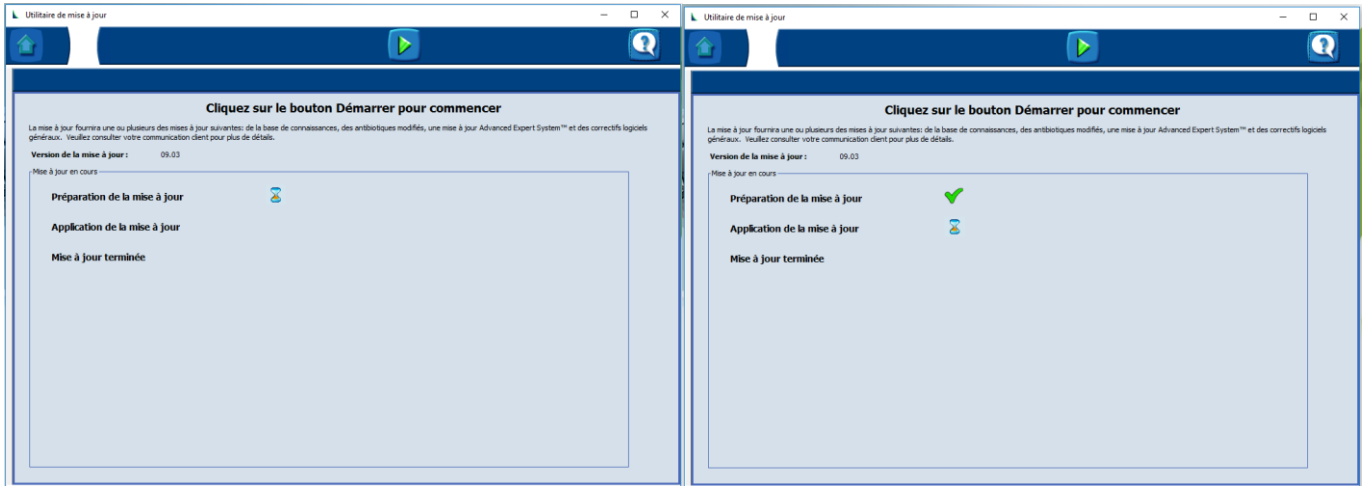 Utilitaire de mise à jour
Cliquez sur le bouton Démarrer pour commencer
La mise à jour fournira une ou plusieurs des mises à jour suivantes: de la base de connaissances, des antibiotiques modifiés, une mise à jour Advanced Expert System™ et des correctifs logiciels
généraux. Veuillez consulter votre communication client pour plus de détails.
Version de la mise à jour : 09.03
Mise à jour en cours
Préparation de la mise à jour
Application de la mise à jour
Mise à jour terminée
Utilitaire de mise à jour
Cliquez sur le bouton Démarrer pour commencer
La mise à jour fournira une ou plusieurs des mises à jour suivantes: de la base de connaissances, des antibiotiques modifiés, une mise à jour Advanced Expert System™ et des correctifs logiciels
généraux. Veuillez consulter votre communication client pour plus de détails.
Version de la mise à jour : 09.03
Mise à jour en cours
Préparation de la mise à jour
Application de la mise à jour
Mise à jour terminée